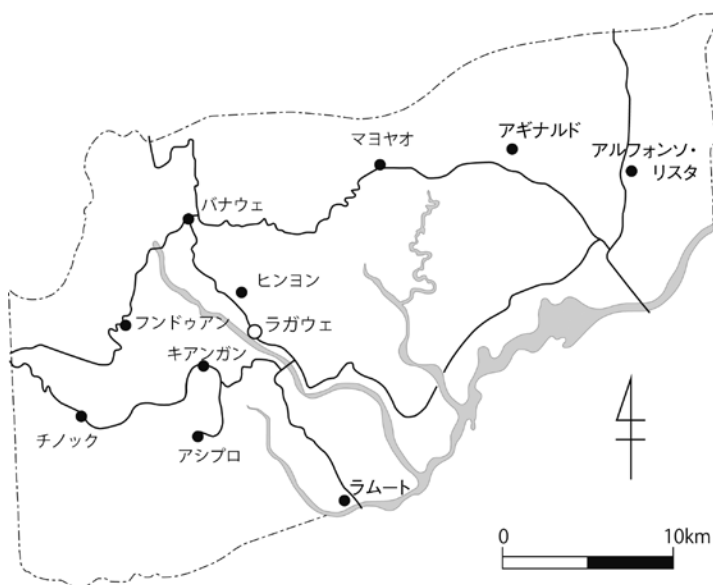 マヨヤオ
アギナルド
アルフォンソ・
リスタ
バナウェ
ヒンヨン
フンドゥアン
ラガウェ
キアンガン
チノック
アシプロ
ラムート
0 10km